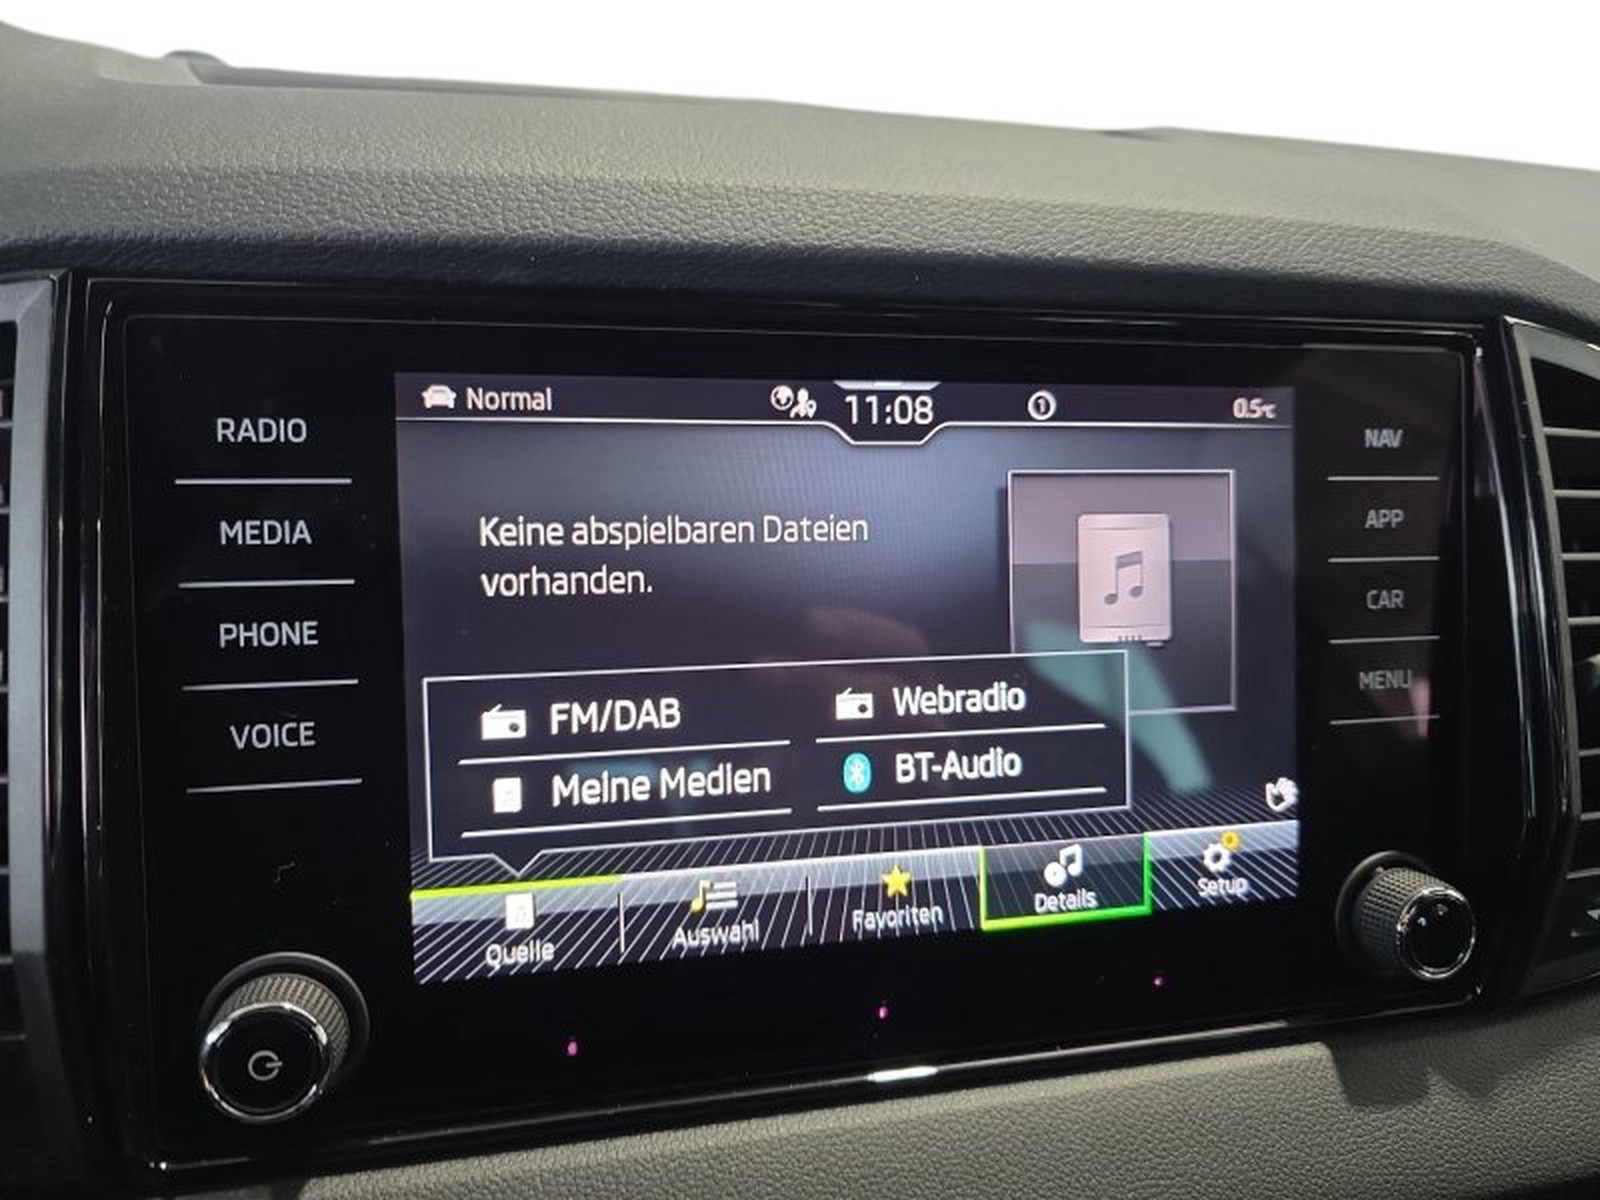 Normal
11:08
1
0.5°C
RADIO
MEDIA
PHONE
VOICE
Keine abspielbaren Dateien
vorhanden.
FM/DAB
Webradio
Meine Medien
BT-Audio
Quelle
Auswahl
Favoriten
Details
Setup
NAV
APP
CAR
MENU